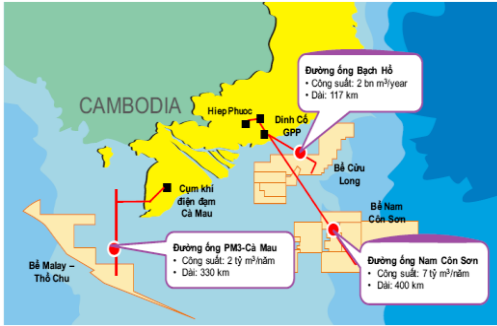 Đường ống Bạch Hổ
• Công suất: 2 bn m³/year
• Dài: 117 km
CAMBODIA
Hiep Phuoc
Dinh Cố
GPP
Bể Cửu
Long
Cụm khí
điện đạm
Cà Mau
Bể Nam
Côn Sơn
Đường ống PM3-Cà Mau
• Công suất: 2 tỷ m³/năm
• Dài: 330 km
Đường ống Nam Côn Sơn
• Công suất: 7 tỷ m³/năm
• Dài: 400 km
Bể Malay –
Thổ Chu